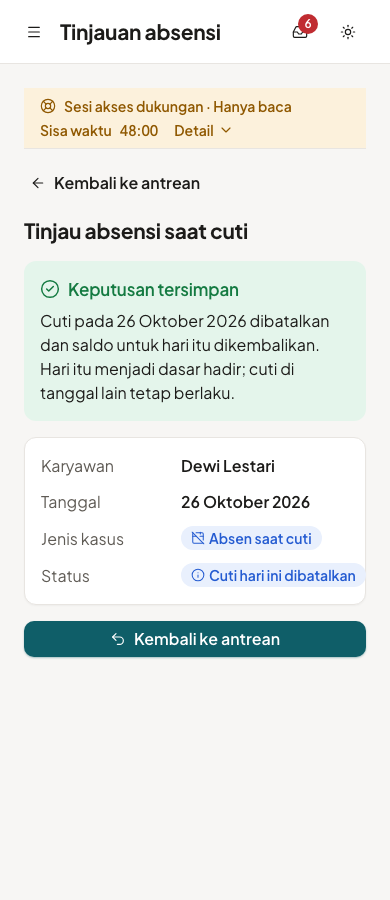 Tinjauan absensi
6
Sesi akses dukungan · Hanya baca
Sisa waktu 48:00 Detail
Kembali ke antrean
Tinjau absensi saat cuti
Keputusan tersimpan
Cuti pada 26 Oktober 2026 dibatalkan
dan saldo untuk hari itu dikembalikan.
Hari itu menjadi dasar hadir; cuti di
tanggal lain tetap berlaku.
Karyawan Dewi Lestari
Tanggal 26 Oktober 2026
Jenis kasus Absen saat cuti
Status Cuti hari ini dibatalkan
Kembali ke antrean